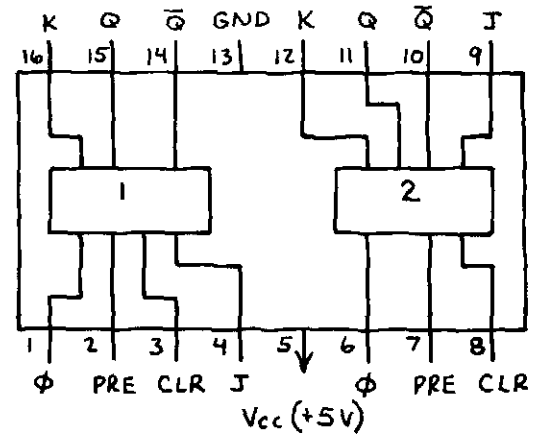 K Q Q̅ GND K Q Q̅ J
16 15 14 13 12 11 10 9
1 2
1 2 3 4 5 6 7 8
Φ PRE CLR J Φ PRE CLR
Vcc (+5V)